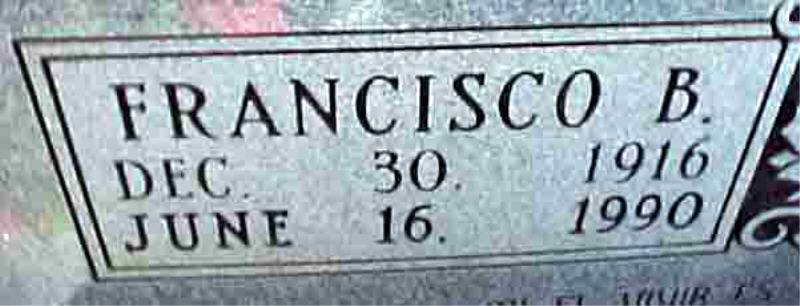 FRANCISCO B.
DEC. 30. 1916
JUNE 16. 1990